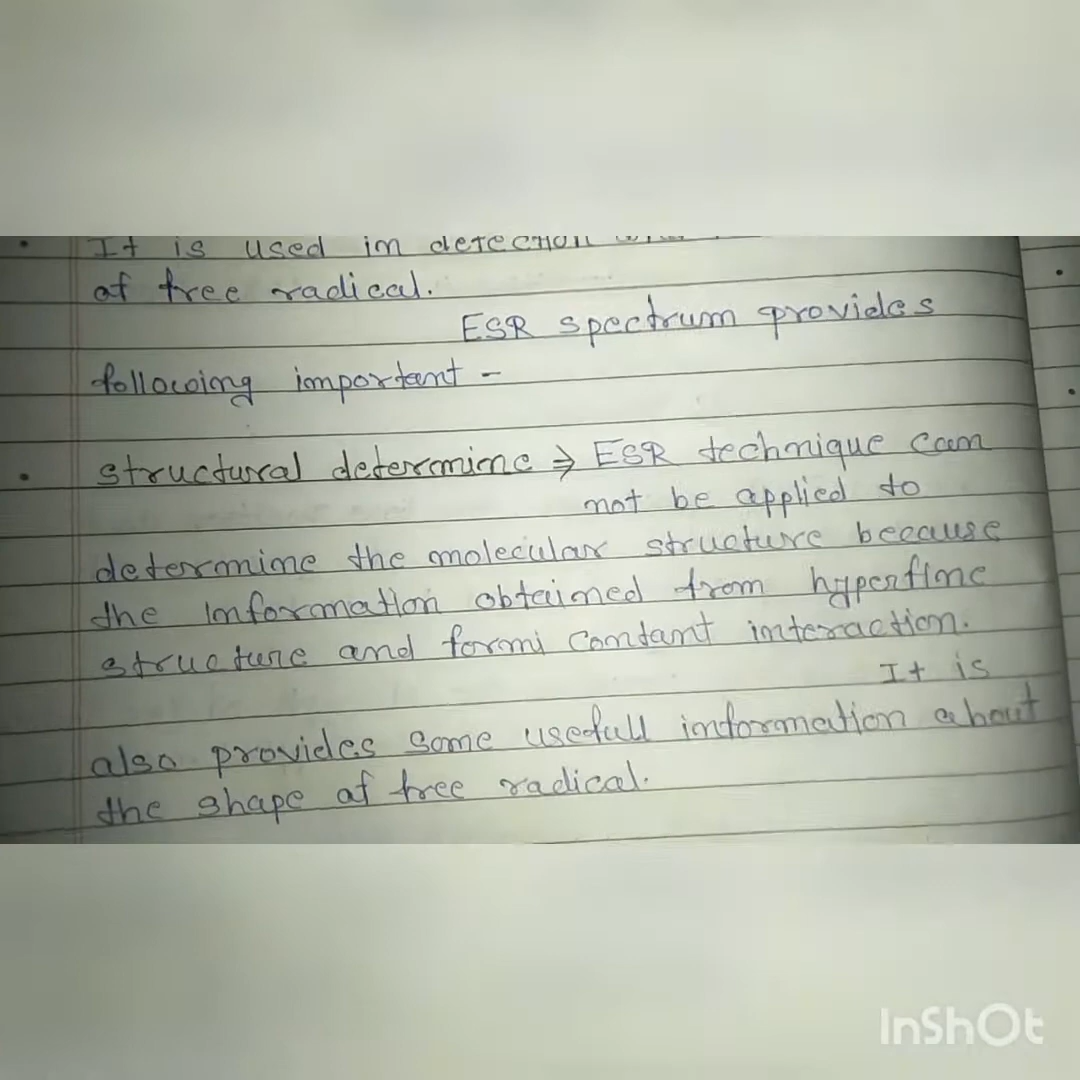 It is used in detection
of free radical.
ESR spectrum provides
following important -
structural determine ⇒ ESR technique can
not be applied to
determine the molecular structure because
the information obtained from hyperfine
structure and formi contant interaction.
It is
also provides some usefull information about
the shape of free radical.
InShOt